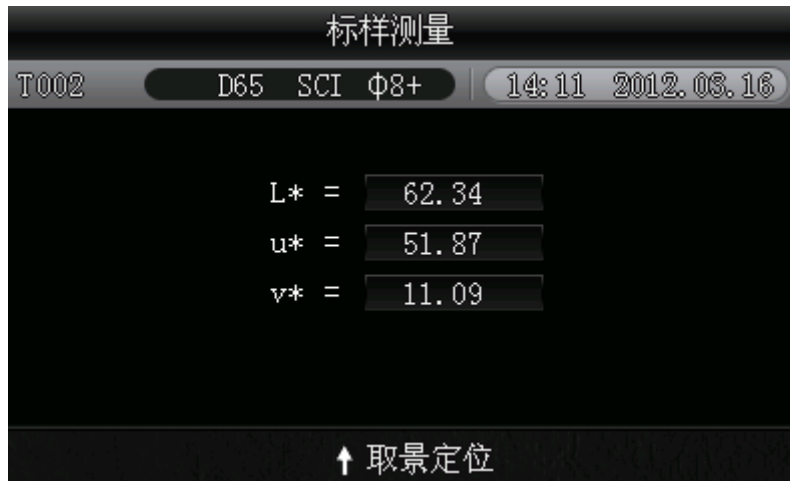 标样测量
T002 D65 SCI Φ8+ 14:11 2012.03.16
L* = 62.34
u* = 51.87
v* = 11.09
↑ 取景定位